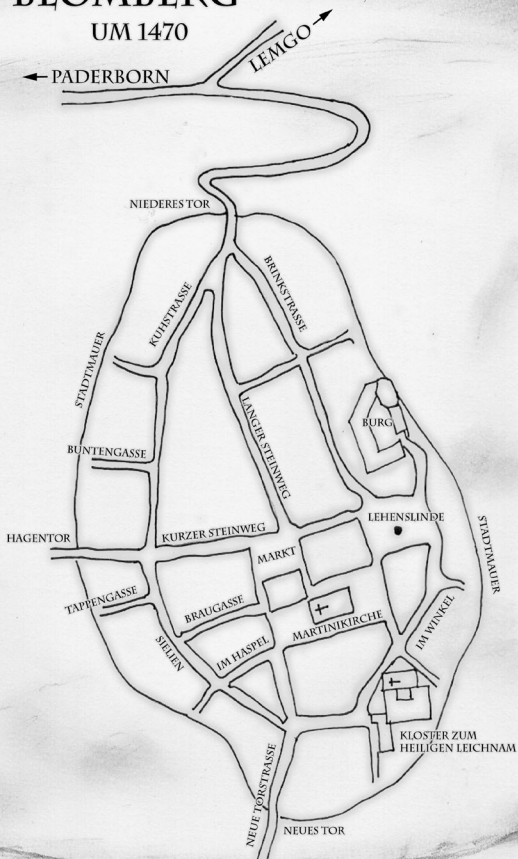 BLOMBERG
UM 1470
LEMGO
PADERBORN
NIEDERES TOR
KUHSTRASSE
BRINKSTRASSE
STADTMAUER
BURG
LANGER STEINWEG
BUNTENGASSE
LEHENSLINDE
STADTMAUER
HAGENTOR
KURZER STEINWEG
MARKT
TAPPENGASSE
BRAUGASSE
MARTINIKIRCHE
IM WINKEL
SIELIEN
IM HASPEL
KLOSTER ZUM
HEILIGEN LEICHNAM
NEUE TORSTRASSE
NEUES TOR